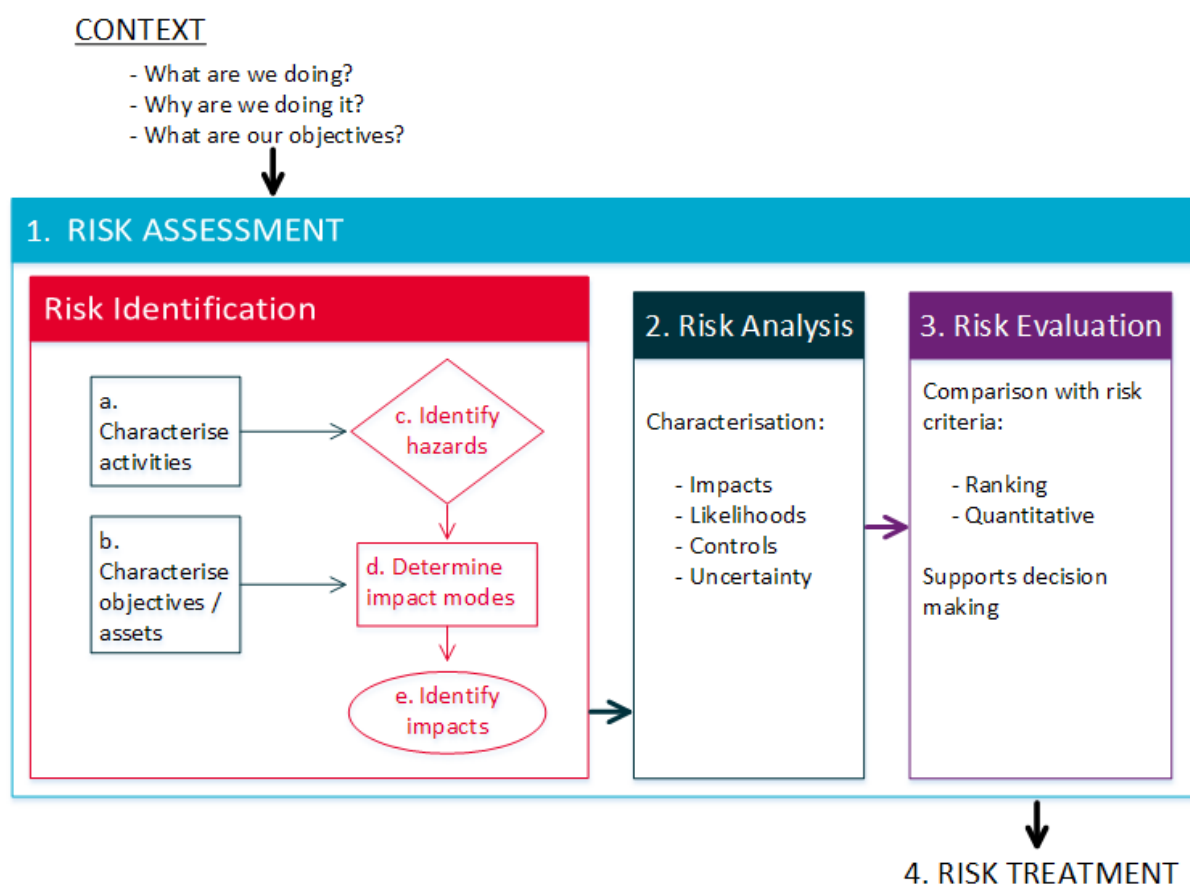 CONTEXT
- What are we doing?
- Why are we doing it?
- What are our objectives?
1. RISK ASSESSMENT
Risk Identification
a.
Characterise
activities
b.
Characterise
objectives /
assets
c. Identify
hazards
d. Determine
impact modes
e. Identify
impacts
2. Risk Analysis
Characterisation:
- Impacts
- Likelihoods
- Controls
- Uncertainty
3. Risk Evaluation
Comparison with risk
criteria:
- Ranking
- Quantitative
Supports decision
making
4. RISK TREATMENT